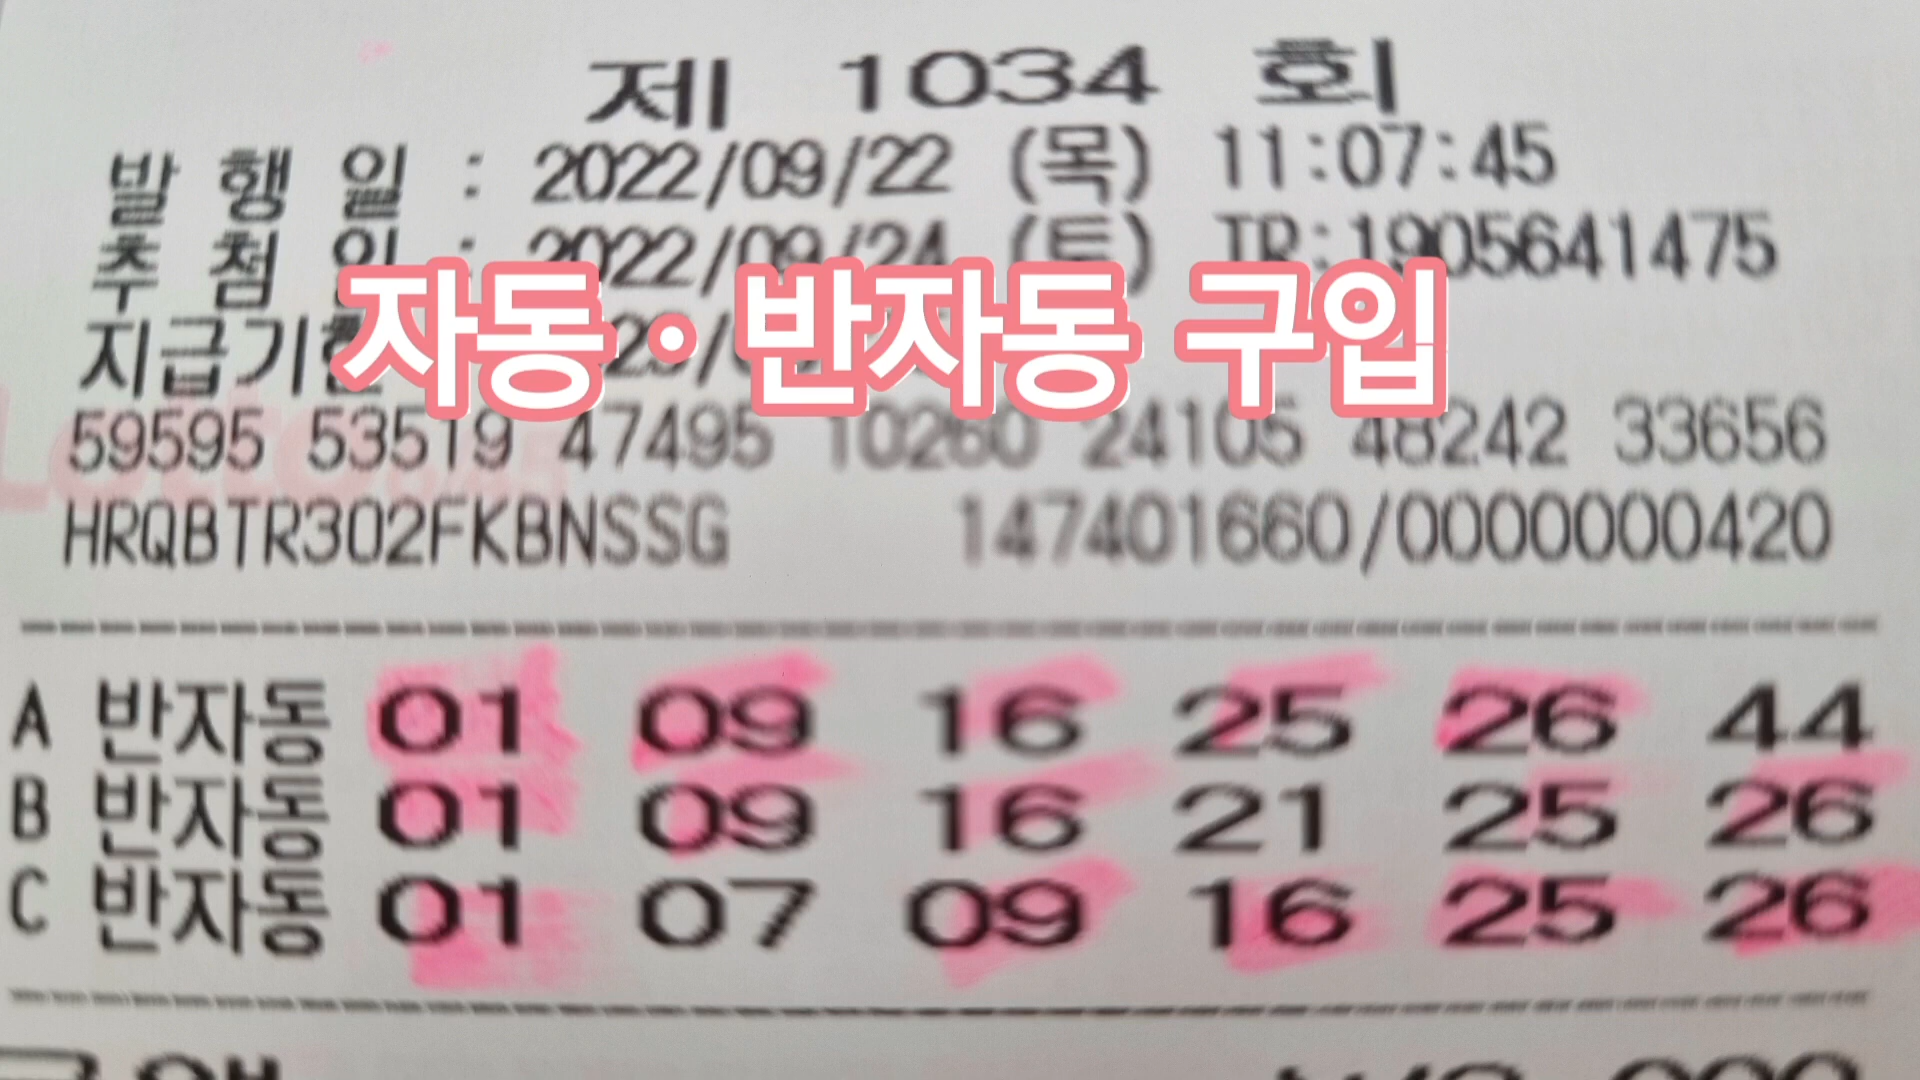 제 1034 회
발 행 일 : 2022/09/22 (목) 11:07:45
추 첨 일 : 2022/09/24 (토) TR:1905641475
자동·반자동 구입
지급기한
59595 53519 47495 10260 24105 48242 33656
HRQBTR302FKBNSSG 147401660/0000000420
A 반자동 01 09 16 25 26 44
B 반자동 01 09 16 21 25 26
C 반자동 01 07 09 16 25 26